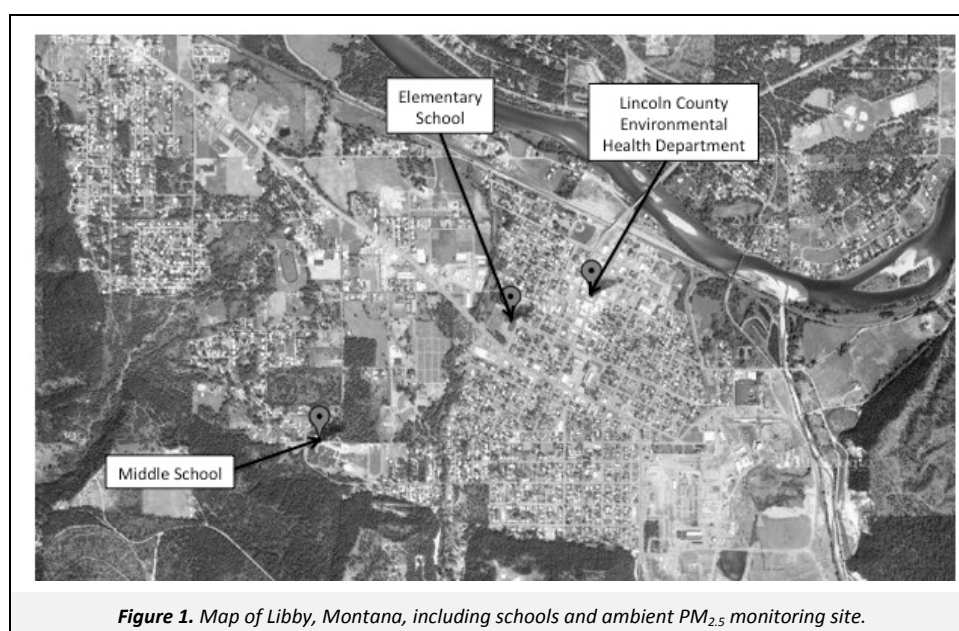 Elementary
School
Lincoln County
Environmental
Health Department
Middle School
Figure 1. Map of Libby, Montana, including schools and ambient PM2.5 monitoring site.